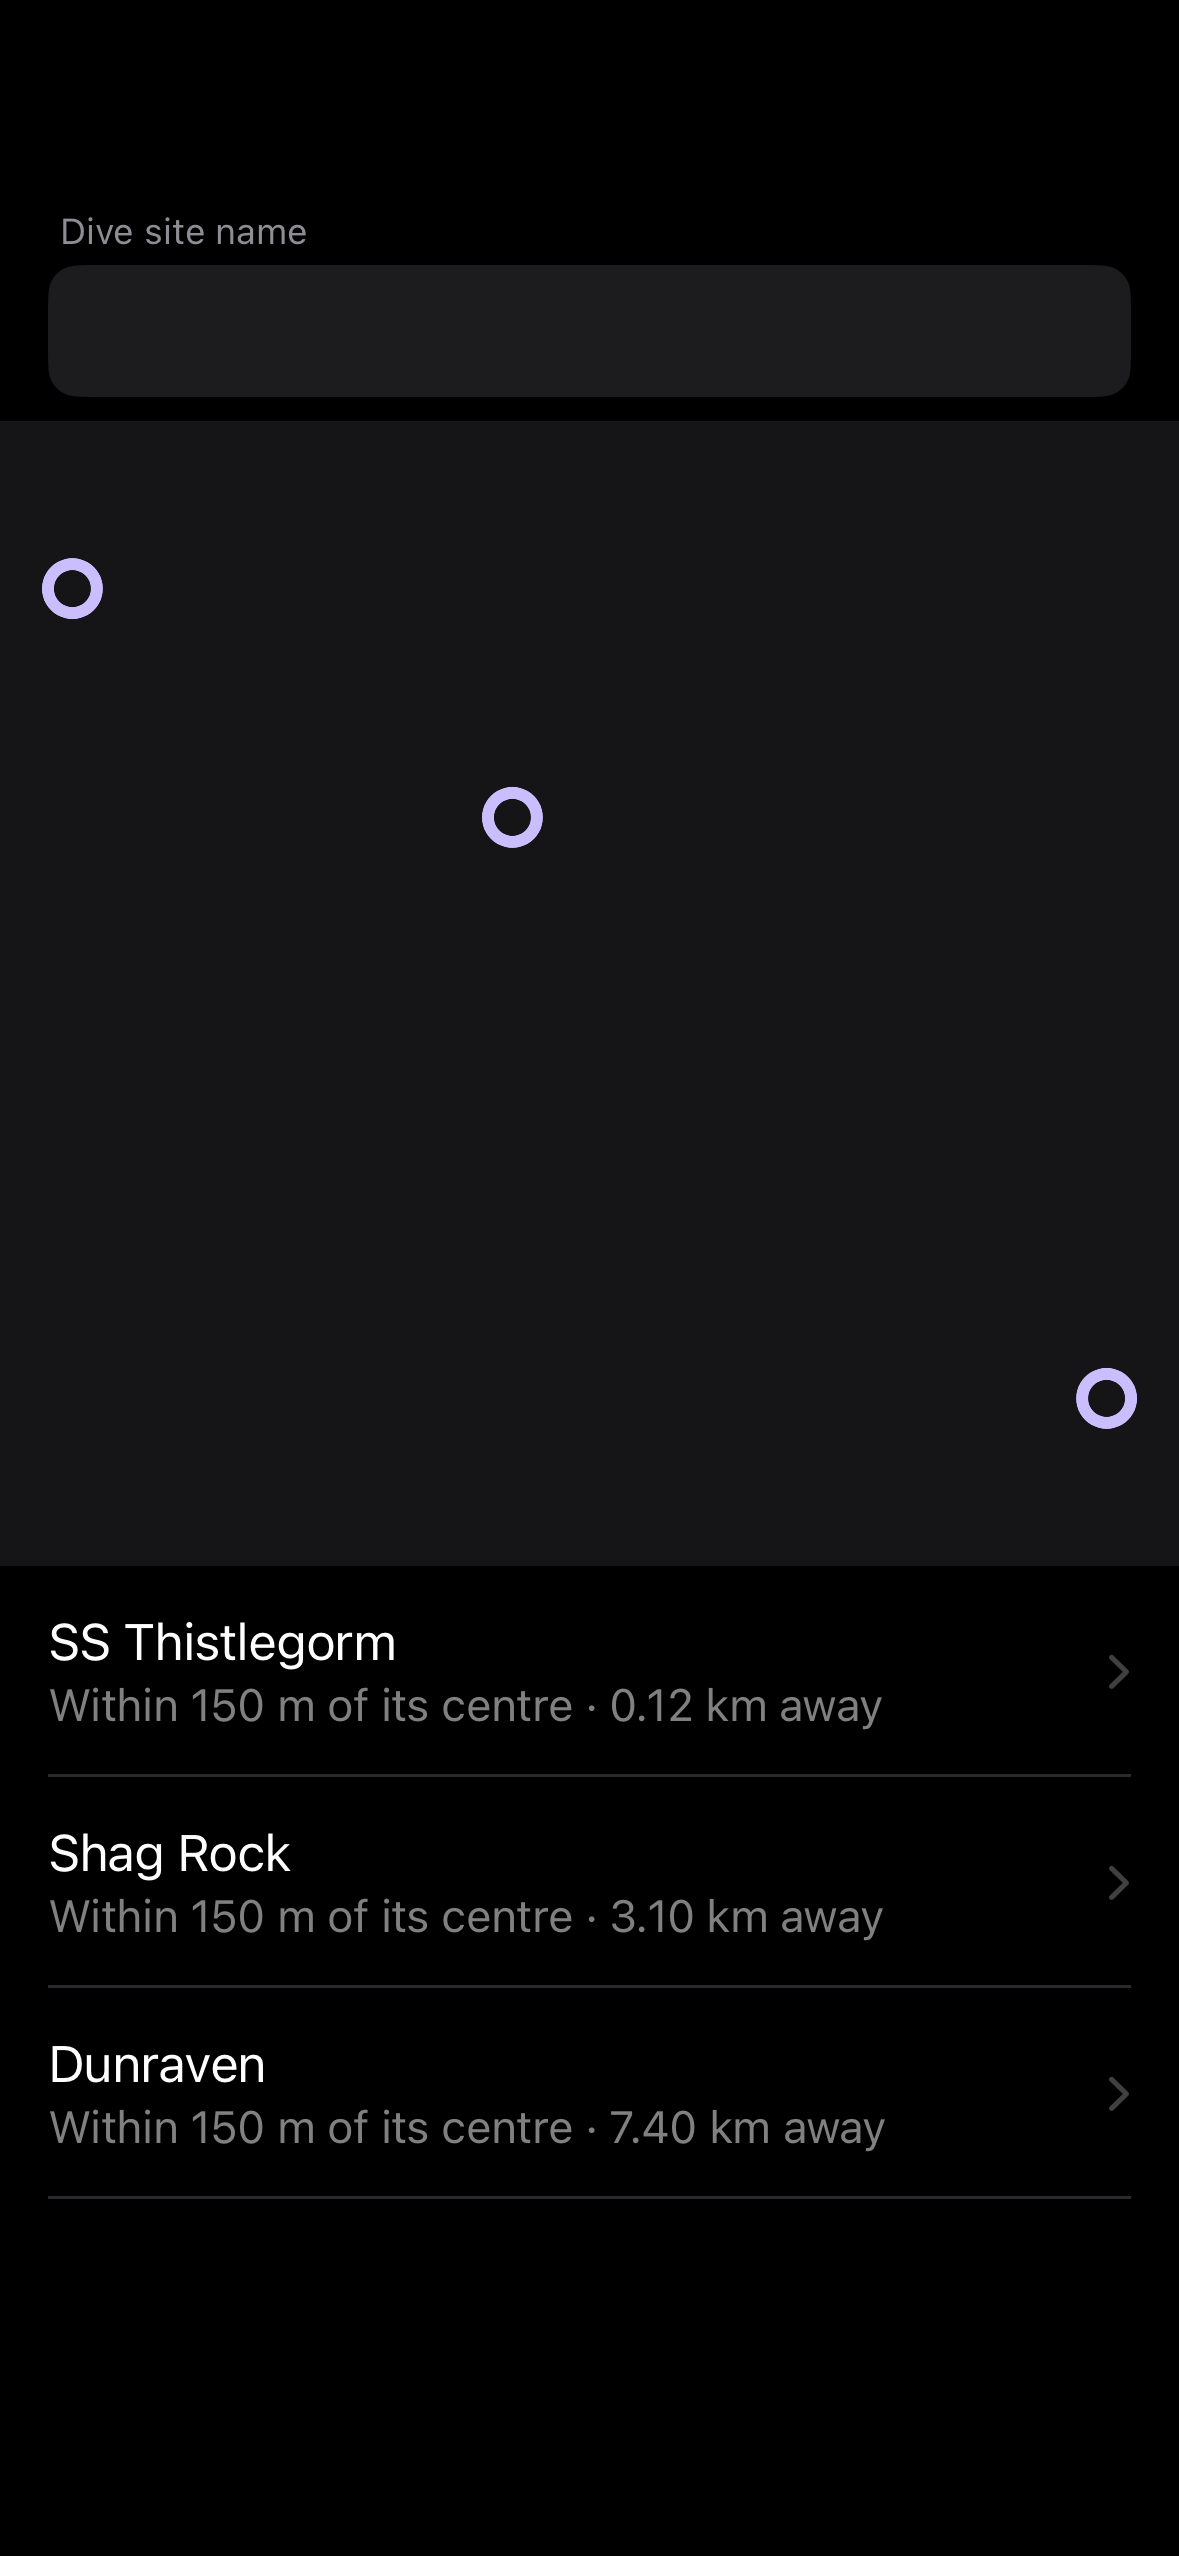 Dive site name
SS Thistlegorm
Within 150 m of its centre · 0.12 km away
Shag Rock
Within 150 m of its centre · 3.10 km away
Dunraven
Within 150 m of its centre · 7.40 km away